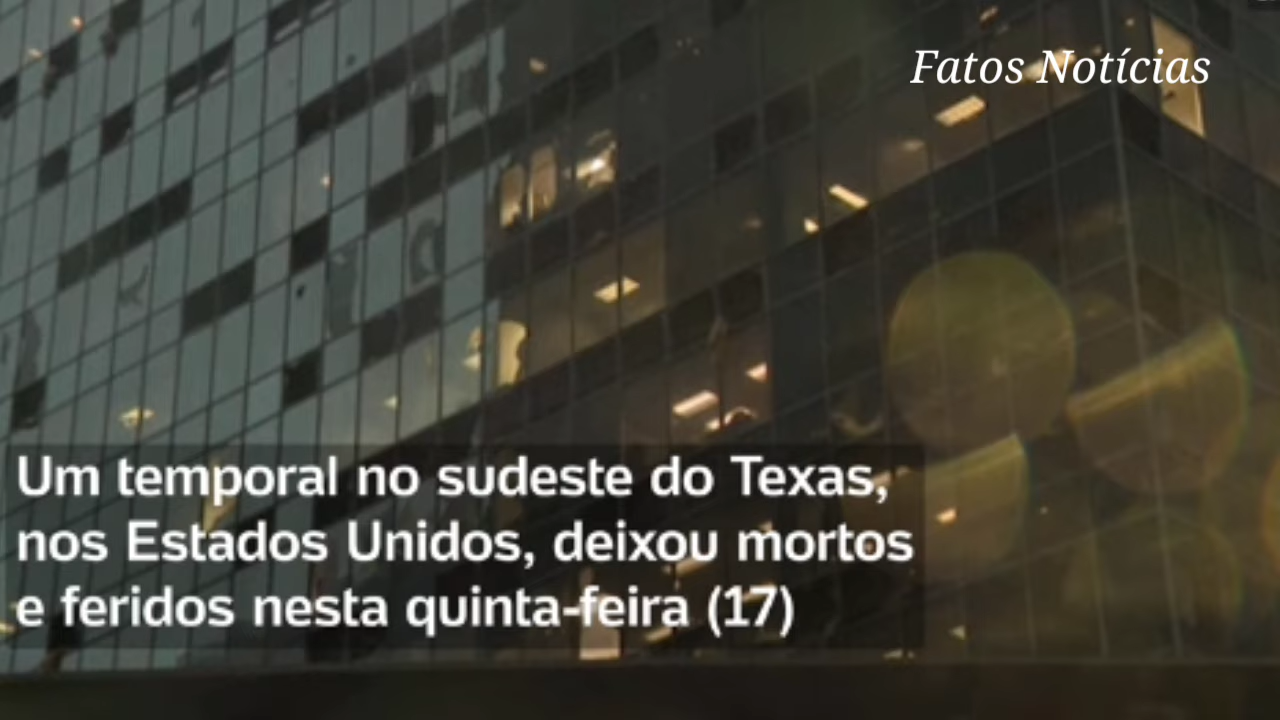 Fatos Notícias
Um temporal no sudeste do Texas,
nos Estados Unidos, deixou mortos
e feridos nesta quinta-feira (17)